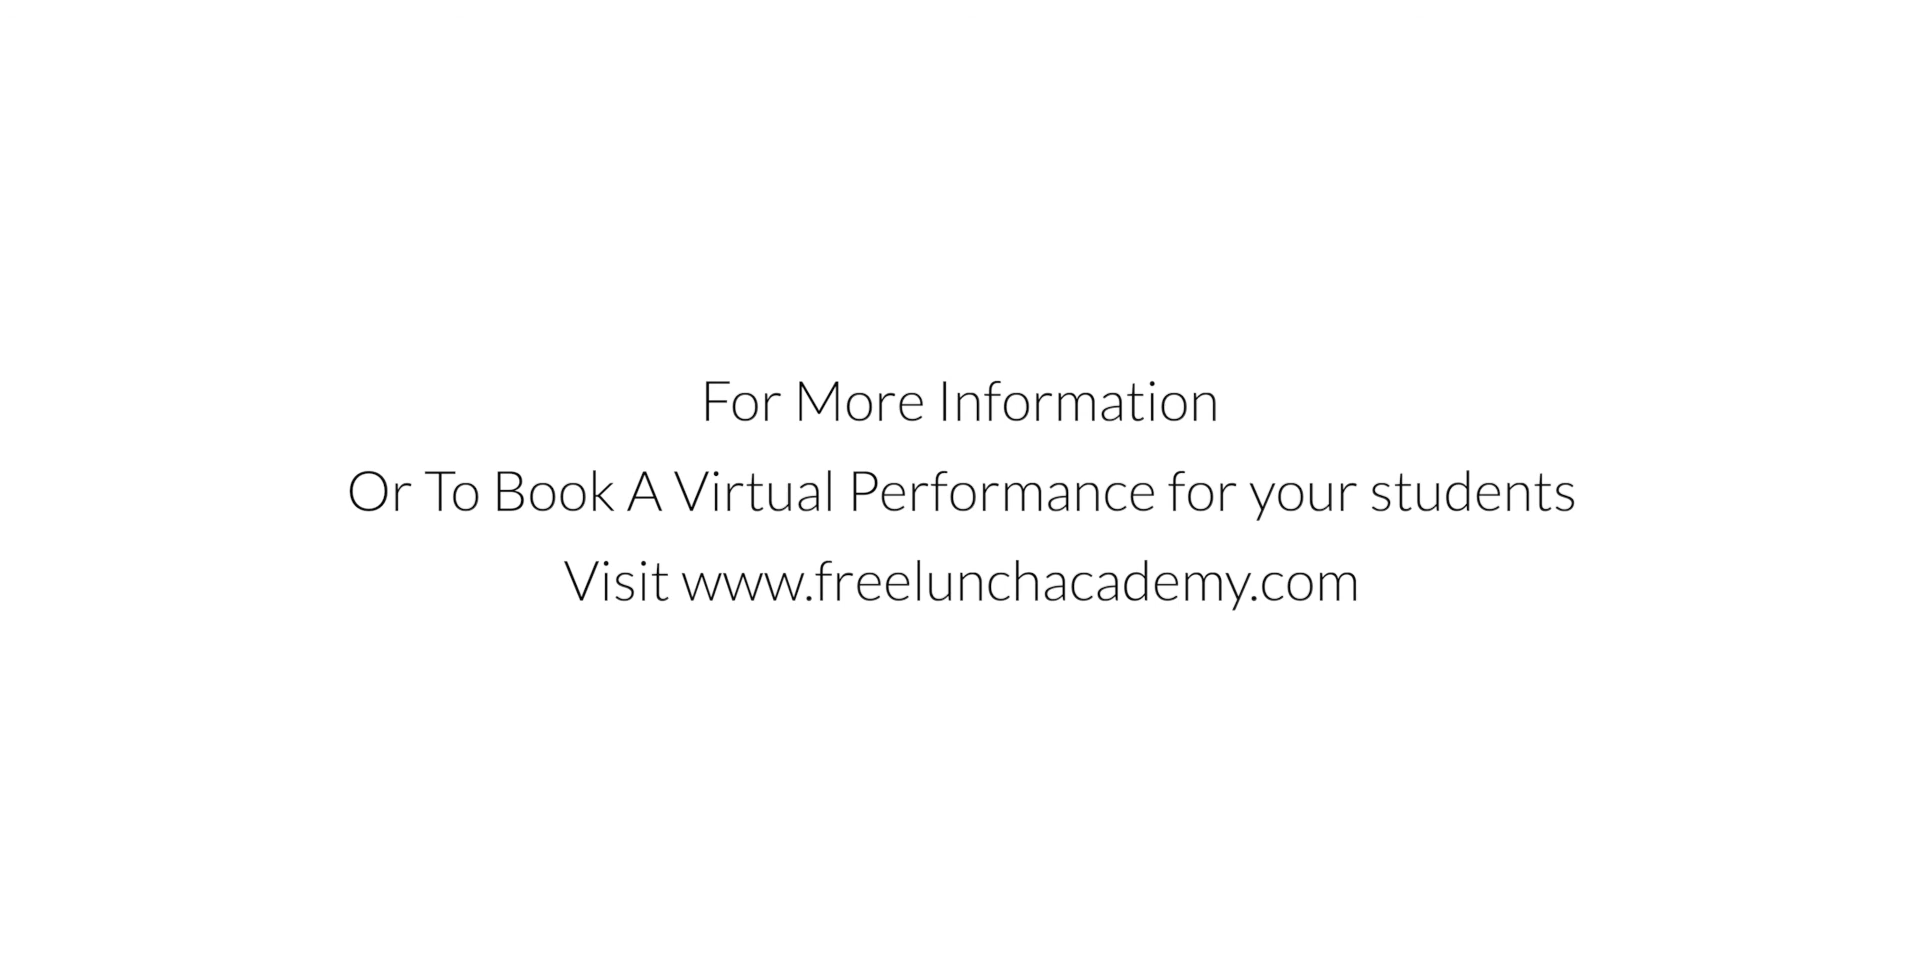 For More Information
Or To Book A Virtual Performance for your students
Visit www.freelunchacademy.com